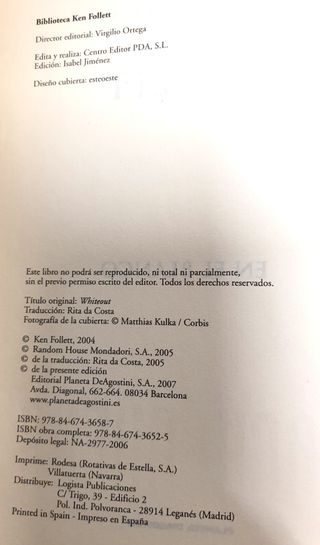 Biblioteca Ken Follett
Director editorial: Virgilio Ortega
Edita y realiza: Centro Editor PDA, S.L.
Edición: Isabel Jiménez
Diseño cubierta: esteoeste
EN EL BLANCO
Este libro no podrá ser reproducido, ni total ni parcialmente,
sin el previo permiso escrito del editor. Todos los derechos reservados.
Título original: Whiteout
Traducción: Rita da Costa
Fotografía de la cubierta: © Matthias Kulka / Corbis
© Ken Follett, 2004
© Random House Mondadori, S.A., 2005
© de la traducción: Rita da Costa, 2005
© de la presente edición
Editorial Planeta DeAgostini, S.A., 2007
Avda. Diagonal, 662-664. 08034 Barcelona
www.planetadeagostini.es
ISBN: 978-84-674-3658-7
ISBN obra completa: 978-84-674-3652-5
Depósito legal: NA-2977-2006
Imprime: Rodesa (Rotativas de Estella, S.A.)
Villatuerta (Navarra)
Distribuye: Logista Publicaciones
C/ Trigo, 39 - Edificio 2
Pol. Ind. Polvoranca - 28914 Leganés (Madrid)
Printed in Spain - Impreso en España